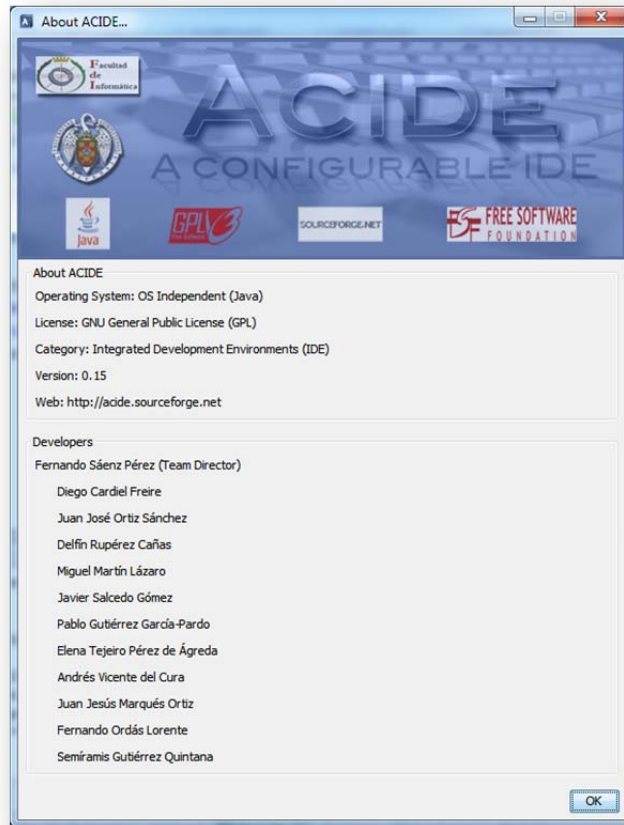 About ACIDE...
Facultad
de
Informática
ACIDE
A CONFIGURABLE IDE
Java
GPLv3
Free Software
SOURCEFORGE.NET
FSF FREE SOFTWARE
FOUNDATION
About ACIDE
Operating System: OS Independent (Java)
License: GNU General Public License (GPL)
Category: Integrated Development Environments (IDE)
Version: 0.15
Web: http://acide.sourceforge.net
Developers
Fernando Sáenz Pérez (Team Director)
Diego Cardiel Freire
Juan José Ortiz Sánchez
Delfín Rupérez Cañas
Miguel Martín Lázaro
Javier Salcedo Gómez
Pablo Gutiérrez García-Pardo
Elena Tejeiro Pérez de Ágreda
Andrés Vicente del Cura
Juan Jesús Marqués Ortiz
Fernando Ordás Lorente
Semíramis Gutiérrez Quintana
OK